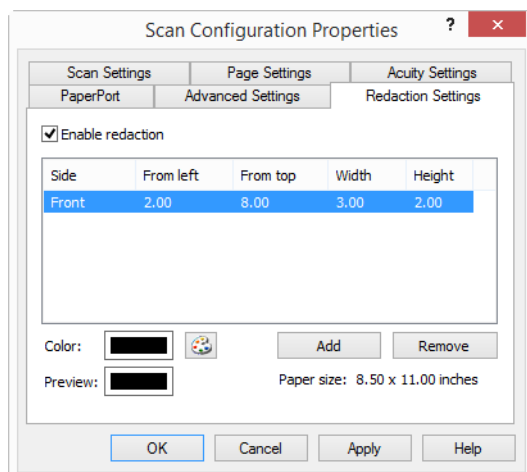 Scan Configuration Properties ? ×
Scan Settings Page Settings Acuity Settings
PaperPort Advanced Settings Redaction Settings
Enable redaction
Side From left From top Width Height
Front 2.00 8.00 3.00 2.00
Color: Add Remove
Preview: Paper size: 8.50 x 11.00 inches
OK Cancel Apply Help